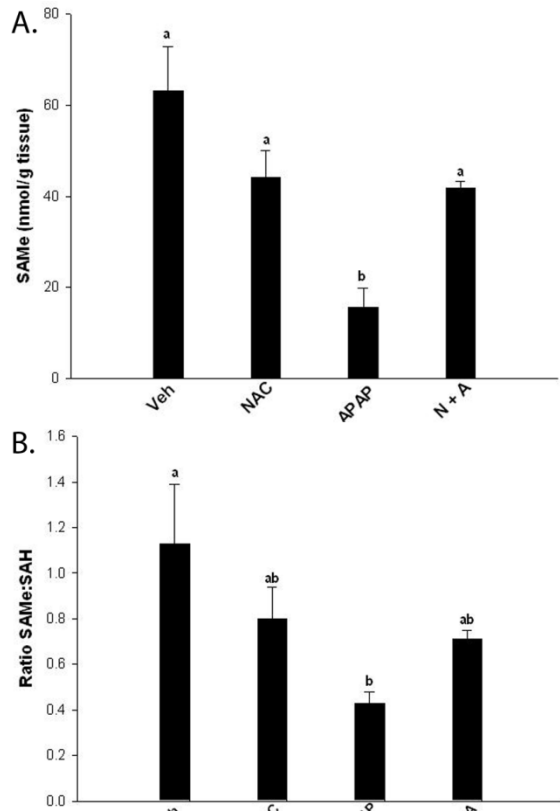 A.
SAMe (nmol/g tissue)
80
60
40
20
0
a
a
b
a
Veh
NAC
APAP
N + A
B.
Ratio SAMe:SAH
1.6
1.4
1.2
1.0
0.8
0.6
0.4
0.2
0.0
a
ab
b
ab